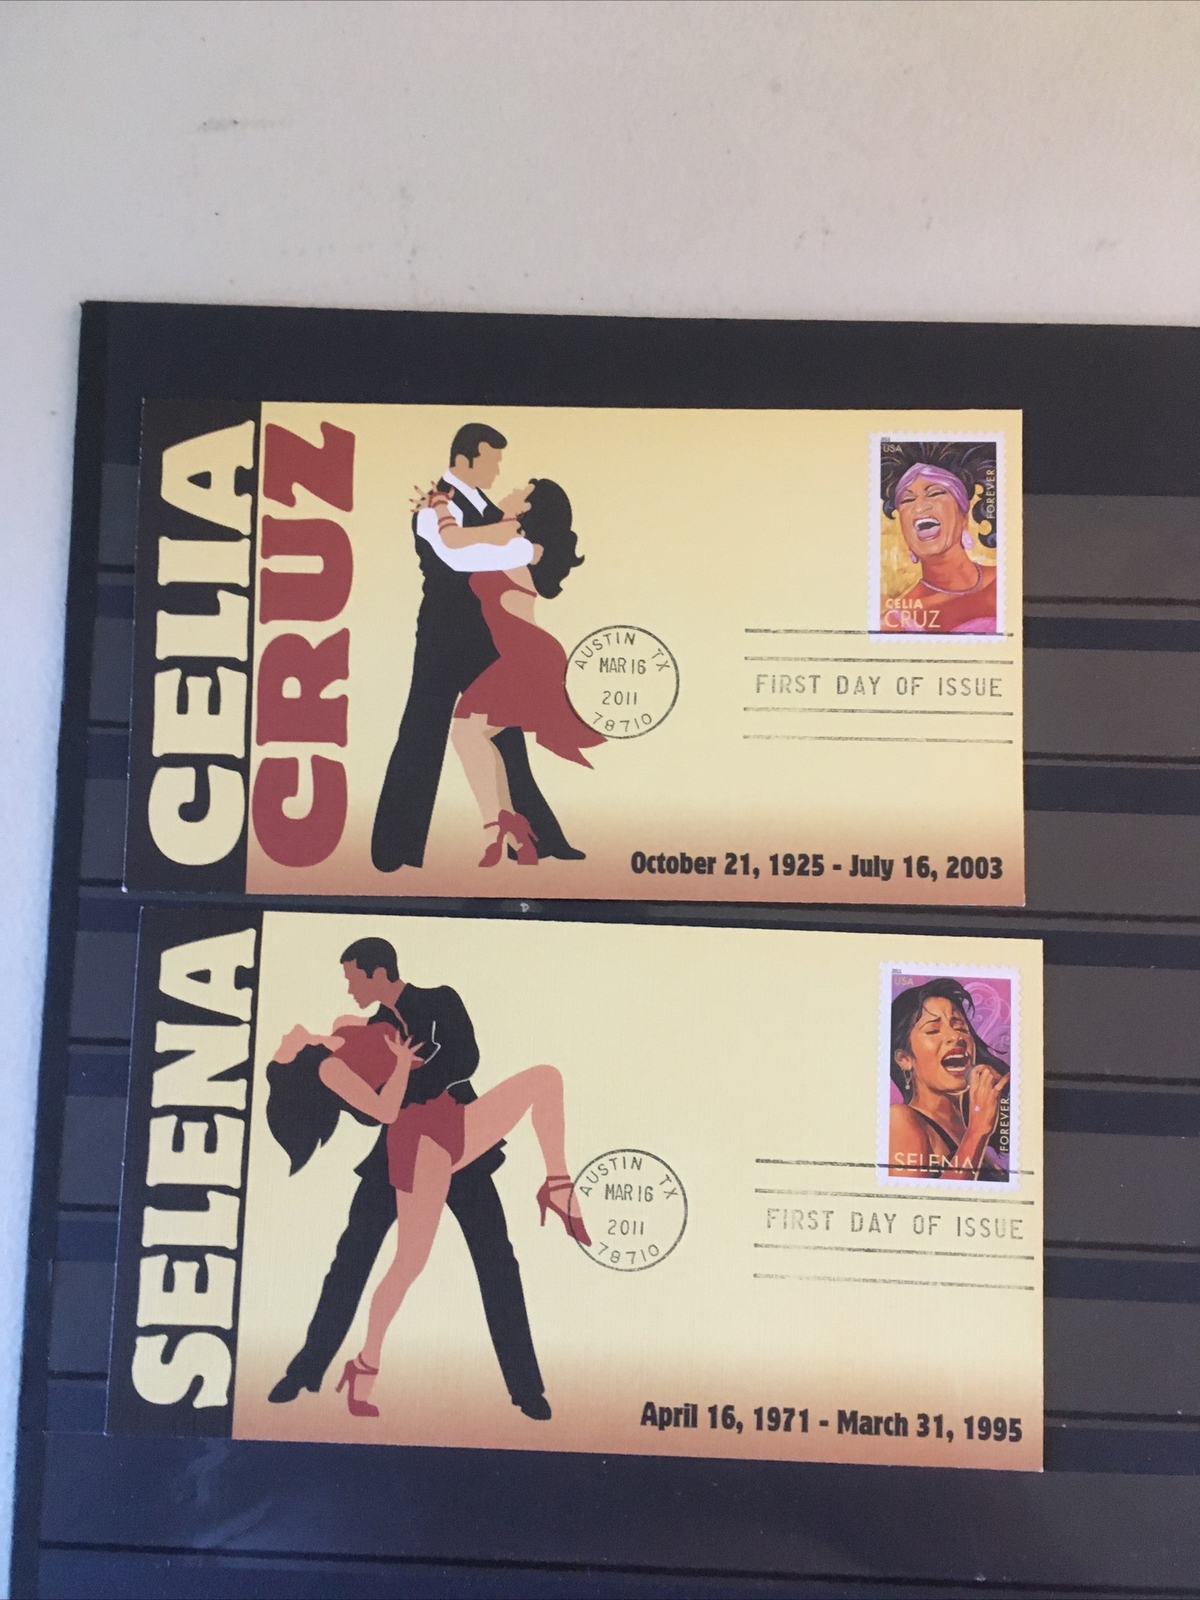 CELIA
CRUZ
2011
USA
FOREVER
CELIA
CRUZ
AUSTIN TX
MAR 16
2011
78710
FIRST DAY OF ISSUE
October 21, 1925 - July 16, 2003
SELENA
2011
USA
FOREVER
SELENA
AUSTIN TX
MAR 16
2011
78710
FIRST DAY OF ISSUE
April 16, 1971 - March 31, 1995